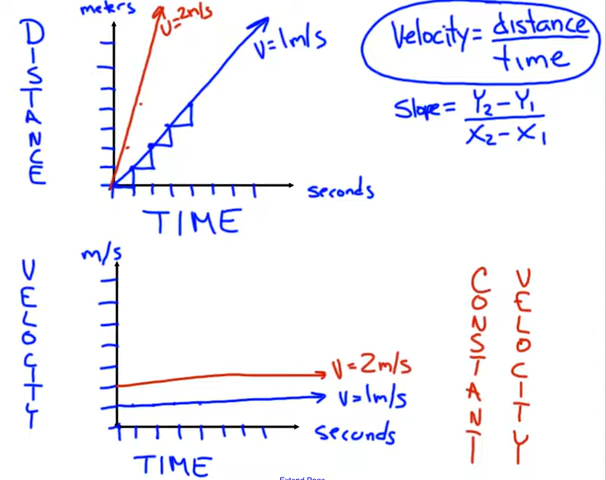 meters
DISTANCE
V=2m/s
V=1m/s
seconds
TIME
Velocity = distance
time
Slope = Y2 - Y1
X2 - X1
m/s
VELOCITY
V=2m/s
V=1m/s
seconds
TIME
CONSTANT
VELOCITY